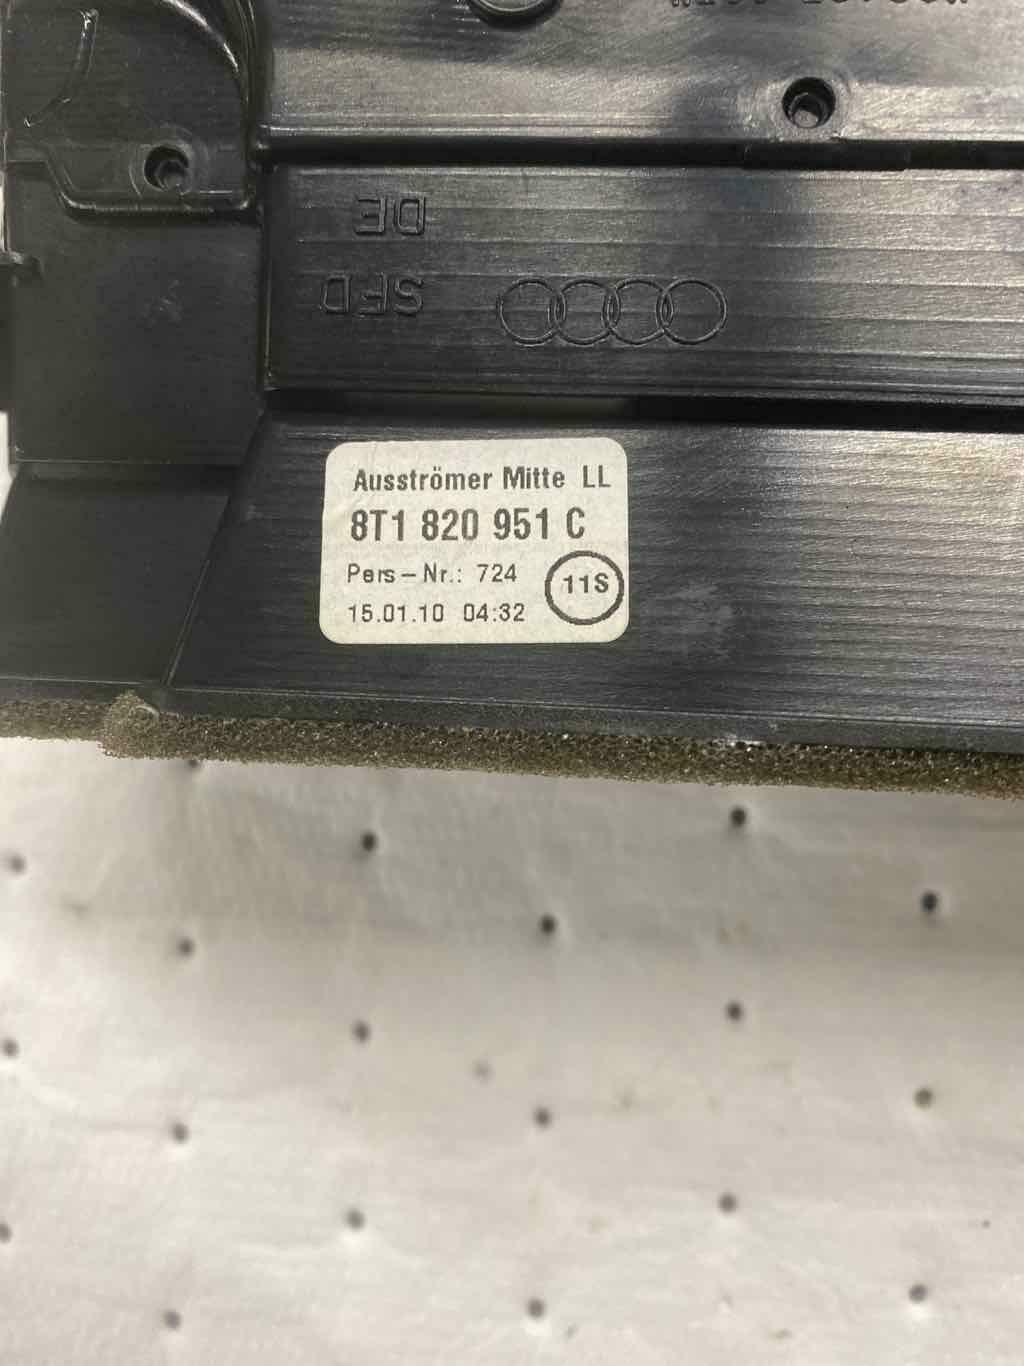 DE
SFD
Ausströmer Mitte LL
8T1 820 951 C
Pers-Nr.: 724
11S
15.01.10 04:32